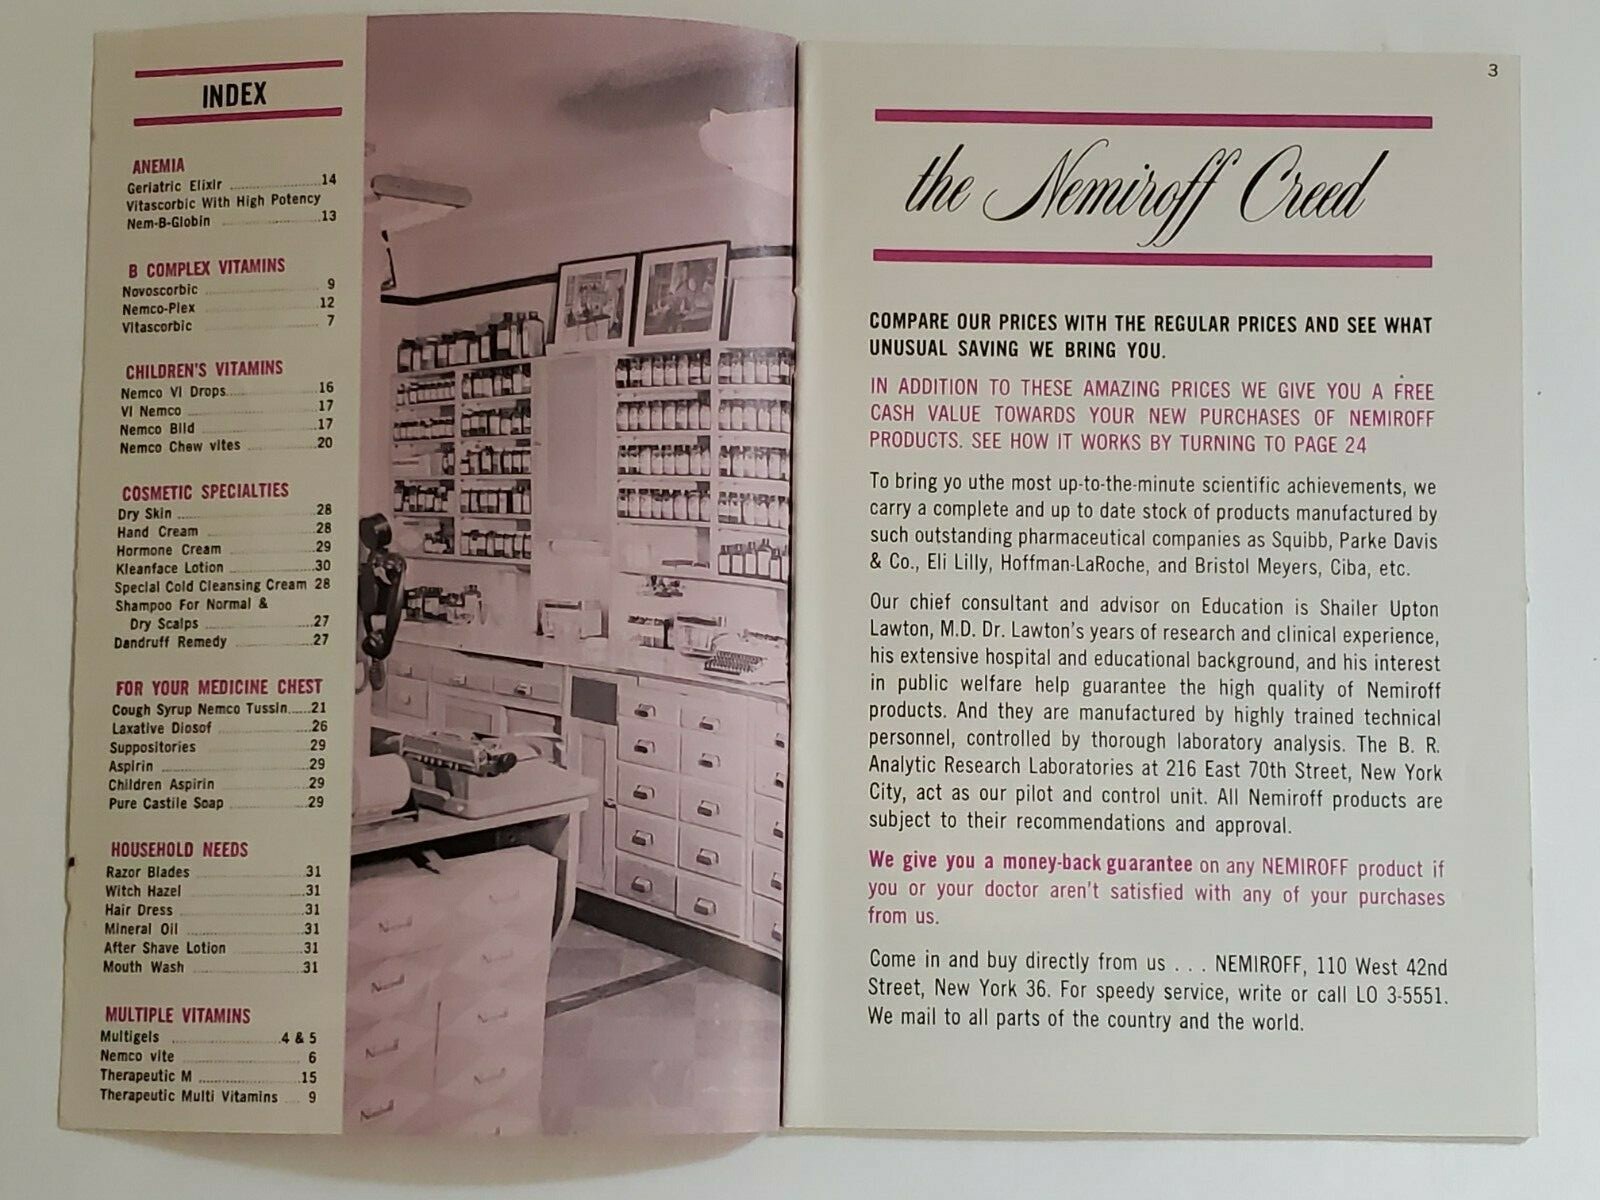 INDEX
ANEMIA
Geriatric Elixir ..................... 14
Vitascorbic With High Potency
Nem-B-Globin ..................... 13
B COMPLEX VITAMINS
Novoscorbic ..................... 9
Nemco-Plex ..................... 12
Vitascorbic ..................... 7
CHILDREN'S VITAMINS
Nemco Vi Drops..................... 16
Vi Nemco ..................... 17
Nemco Bild ..................... 17
Nemco Chew vites ..................... 20
COSMETIC SPECIALTIES
Dry Skin ..................... 28
Hand Cream ..................... 28
Hormone Cream ..................... 29
Kleanface Lotion ..................... 30
Special Cold Cleansing Cream 28
Shampoo For Normal &
Dry Scalps ..................... 27
Dandruff Remedy ..................... 27
FOR YOUR MEDICINE CHEST
Cough Syrup Nemco Tussin......21
Laxative Diosof ..................... 26
Suppositories ..................... 29
Aspirin ..................... 29
Children Aspirin ..................... 29
Pure Castile Soap ..................... 29
HOUSEHOLD NEEDS
Razor Blades ..................... 31
Witch Hazel ..................... 31
Hair Dress ..................... 31
Mineral Oil ..................... 31
After Shave Lotion ..................... 31
Mouth Wash ..................... 31
MULTIPLE VITAMINS
Multigels ..................... 4 & 5
Nemco vite ..................... 6
Therapeutic M ..................... 15
Therapeutic Multi Vitamins .... 9
3
the Nemiroff Creed
COMPARE OUR PRICES WITH THE REGULAR PRICES AND SEE WHAT
UNUSUAL SAVING WE BRING YOU.
IN ADDITION TO THESE AMAZING PRICES WE GIVE YOU A FREE
CASH VALUE TOWARDS YOUR NEW PURCHASES OF NEMIROFF
PRODUCTS. SEE HOW IT WORKS BY TURNING TO PAGE 24
To bring yo uthe most up-to-the-minute scientific achievements, we
carry a complete and up to date stock of products manufactured by
such outstanding pharmaceutical companies as Squibb, Parke Davis
& Co., Eli Lilly, Hoffman-LaRoche, and Bristol Meyers, Ciba, etc.
Our chief consultant and advisor on Education is Shailer Upton
Lawton, M.D. Dr. Lawton's years of research and clinical experience,
his extensive hospital and educational background, and his interest
in public welfare help guarantee the high quality of Nemiroff
products. And they are manufactured by highly trained technical
personnel, controlled by thorough laboratory analysis. The B. R.
Analytic Research Laboratories at 216 East 70th Street, New York
City, act as our pilot and control unit. All Nemiroff products are
subject to their recommendations and approval.
We give you a money-back guarantee on any NEMIROFF product if
you or your doctor aren't satisfied with any of your purchases
from us.
Come in and buy directly from us . . . NEMIROFF, 110 West 42nd
Street, New York 36. For speedy service, write or call LO 3-5551.
We mail to all parts of the country and the world.